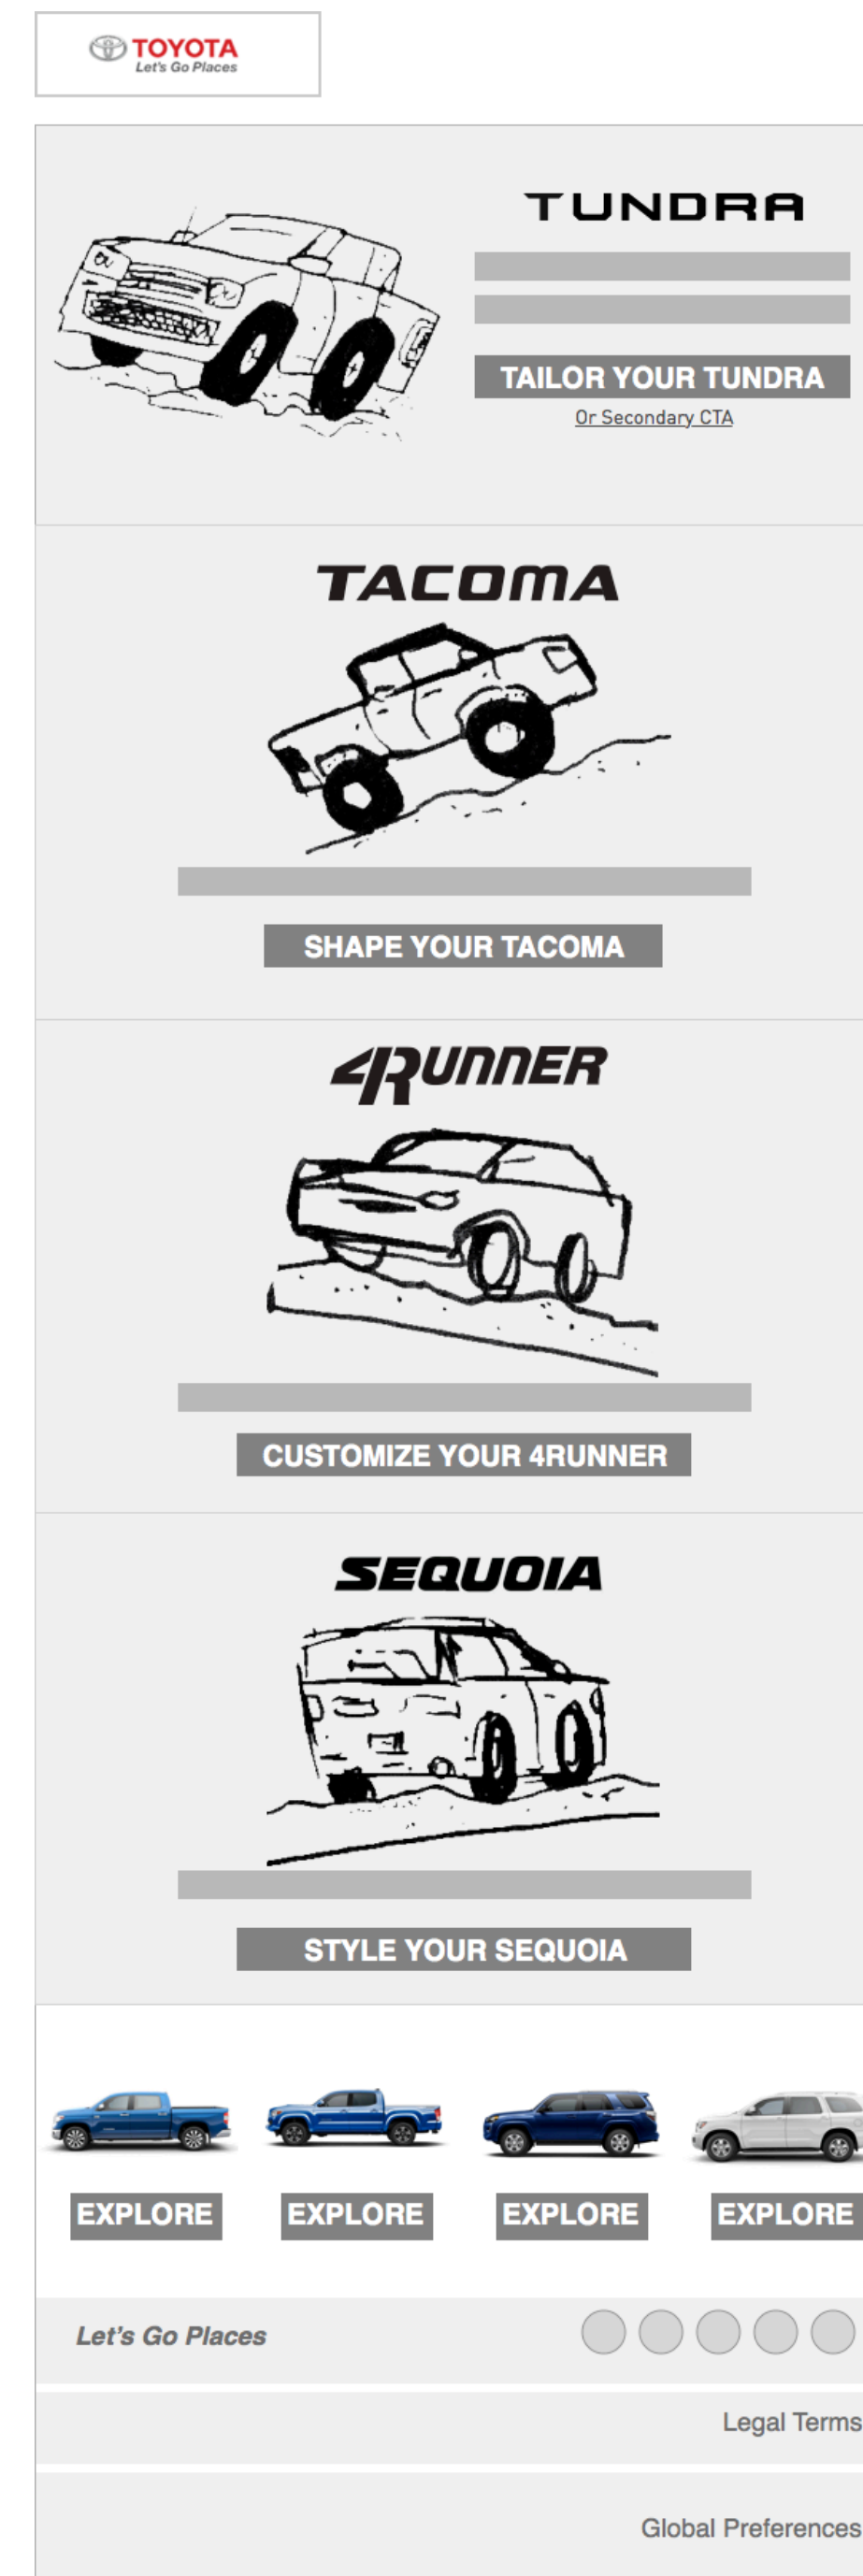 TOYOTA
Let's Go Places
TUNDRA
TAILOR YOUR TUNDRA
Or Secondary CTA
TACOMA
SHAPE YOUR TACOMA
4RUNNER
CUSTOMIZE YOUR 4RUNNER
SEQUOIA
STYLE YOUR SEQUOIA
EXPLORE EXPLORE EXPLORE EXPLORE
Let's Go Places
Legal Terms
Global Preferences